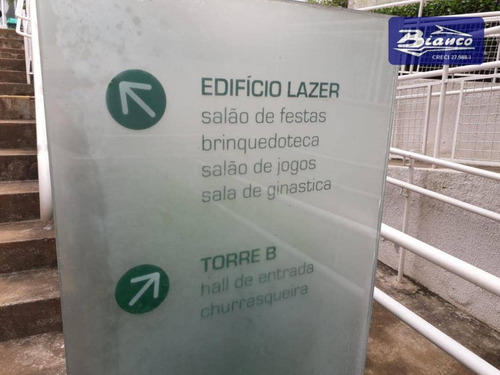 Bianco
CRECI 27.988-J
EDIFÍCIO LAZER
salão de festas
brinquedoteca
salão de jogos
sala de ginastica
TORRE B
hall de entrada
churrasqueira